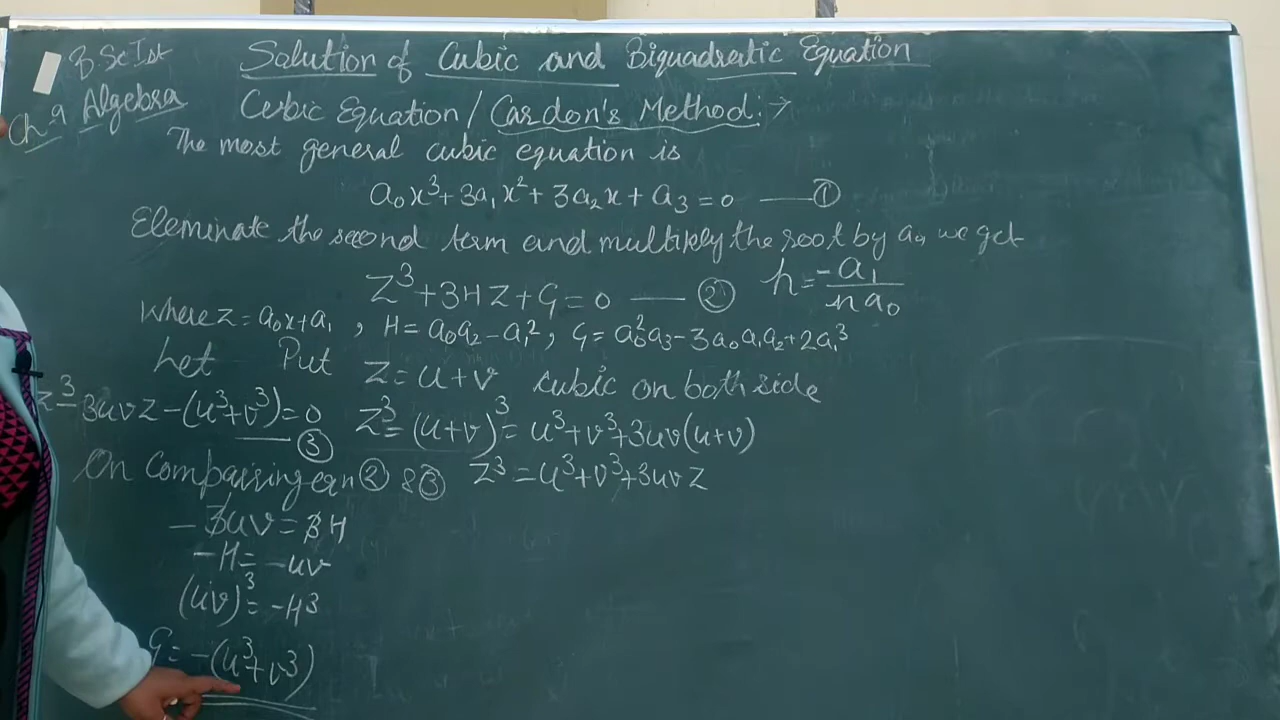 B.Sc Ist
Solution of Cubic and Biquadratic Equation
Ch 9 Algebra
Cubic Equation / Cardon's Method :→
The most general cubic equation is
a₀x³ + 3a₁x² + 3a₂x + a₃ = 0 —— ①
Eleminate the second term and multiply the root by a₀, we get
z³ + 3Hz + G = 0 —— ② h = -a₁/na₀
where z = a₀x + a₁, H = a₀a₂ - a₁², G = a₀²a₃ - 3a₀a₁a₂ + 2a₁³
Let Put z = u + v cubic on both side
z³ - 3uvz - (u³ + v³) = 0 —— ③
z³ = (u + v)³ = u³ + v³ + 3uv(u + v)
On Comparing eqn ② & ③ z³ = u³ + v³ + 3uvz
- 3uv = 3H
- H = - uv
(uv)³ = - H³
G = - (u³ + v³)